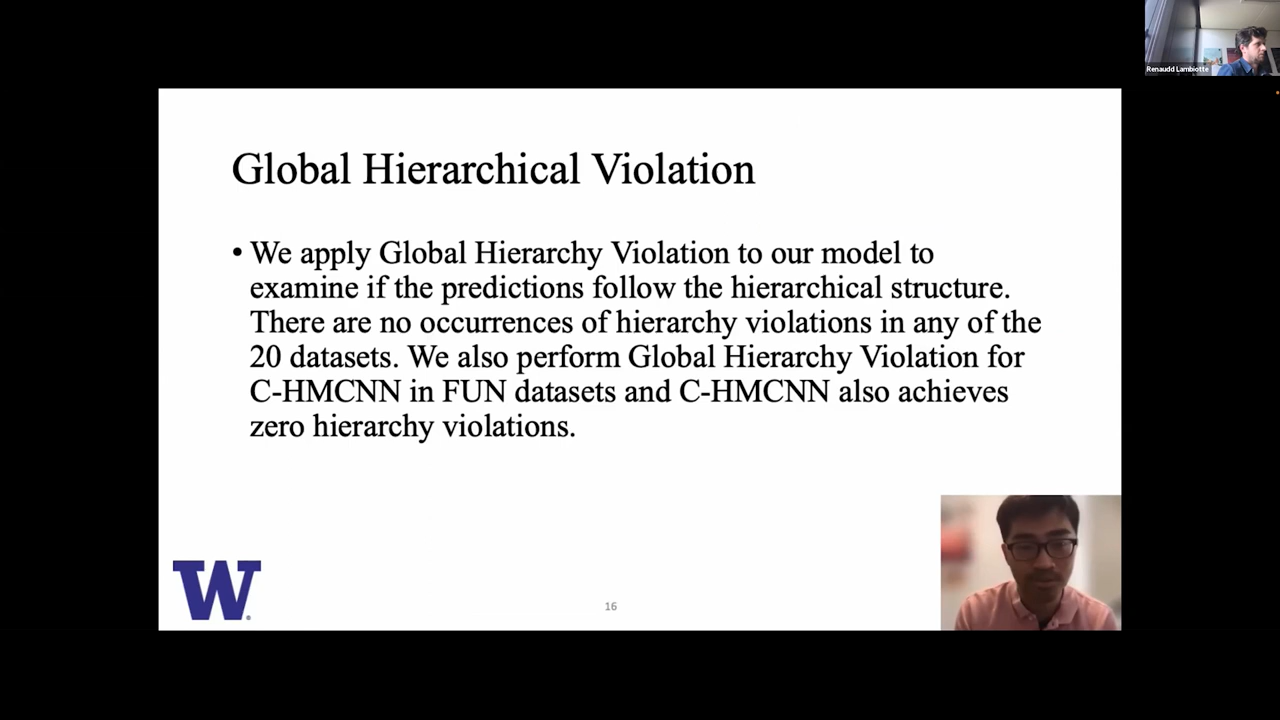 Renaudd Lambiotte
Global Hierarchical Violation
• We apply Global Hierarchy Violation to our model to
examine if the predictions follow the hierarchical structure.
There are no occurrences of hierarchy violations in any of the
20 datasets. We also perform Global Hierarchy Violation for
C-HMCNN in FUN datasets and C-HMCNN also achieves
zero hierarchy violations.
W
16